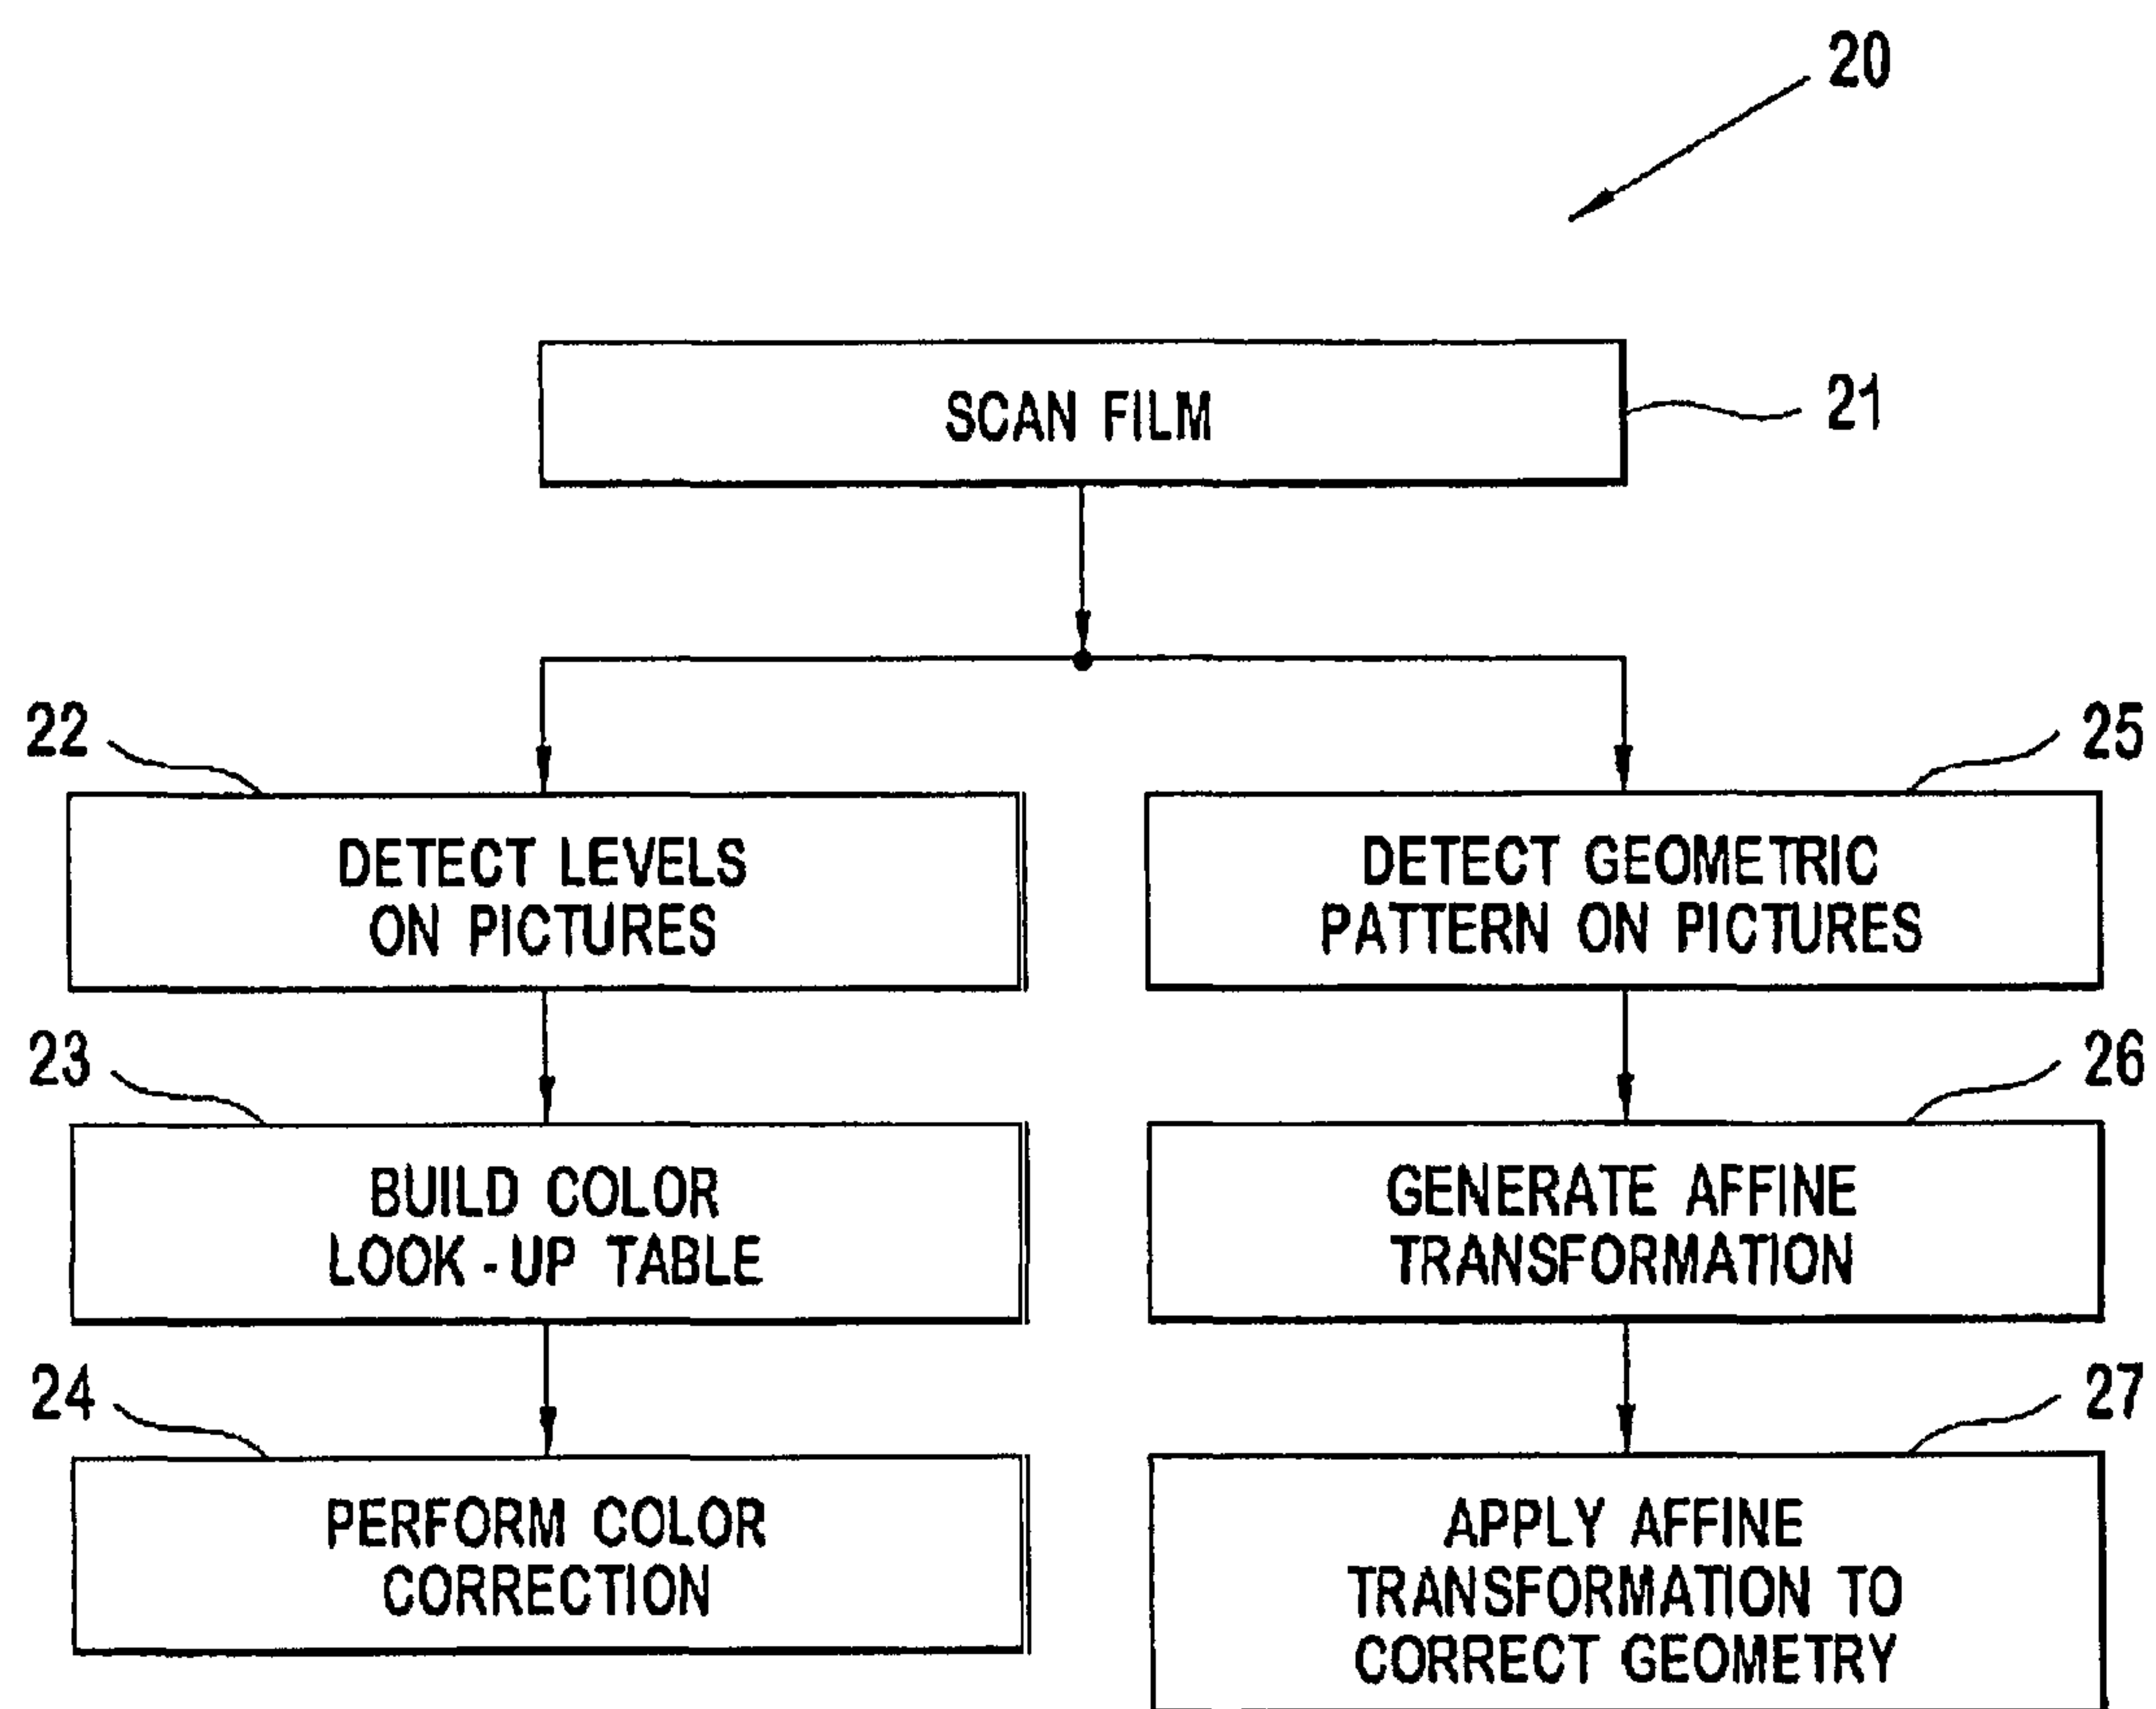 20
SCAN FILM
21
22
DETECT LEVELS
ON PICTURES
25
DETECT GEOMETRIC
PATTERN ON PICTURES
23
BUILD COLOR
LOOK-UP TABLE
26
GENERATE AFFINE
TRANSFORMATION
24
PERFORM COLOR
CORRECTION
27
APPLY AFFINE
TRANSFORMATION TO
CORRECT GEOMETRY